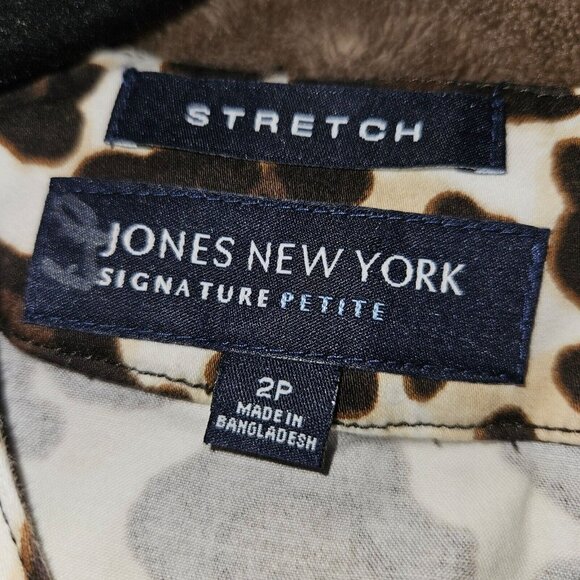 STRETCH
JONES NEW YORK
SIGNATURE PETITE
2P
MADE IN
BANGLADESH